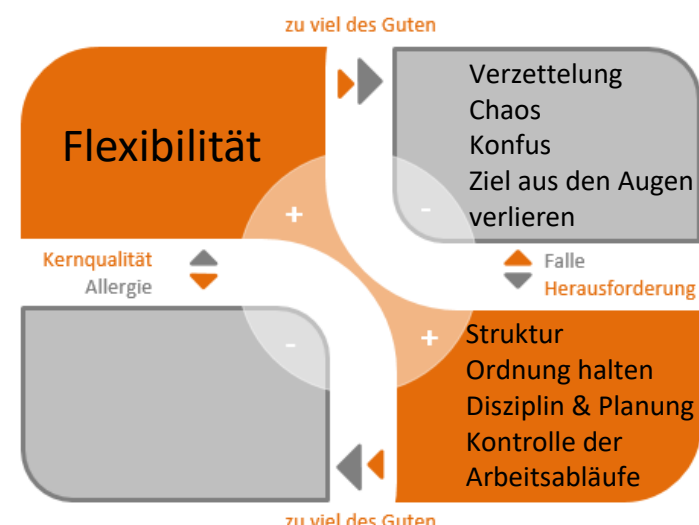 zu viel des Guten
Flexibilität
+
Verzettelung
Chaos
Konfus
Ziel aus den Augen
verlieren
-
Kernqualität
Allergie
Falle
Herausforderung
-
+
Struktur
Ordnung halten
Disziplin & Planung
Kontrolle der
Arbeitsabläufe
zu viel des Guten